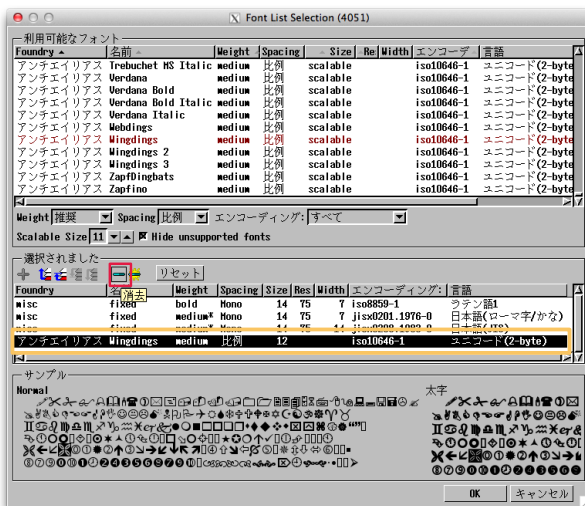 Font List Selection (4051)
利用可能なフォント
Foundry 名前 Weight Spacing Size Re Width エンコーデ 言語
アンチエイリアス Trebuchet MS Italic medium 比例 scalable iso10646-1 ユニコード(2-byte
アンチエイリアス Verdana medium 比例 scalable iso10646-1 ユニコード(2-byte
アンチエイリアス Verdana Bold medium 比例 scalable iso10646-1 ユニコード(2-byte
アンチエイリアス Verdana Bold Italic medium 比例 scalable iso10646-1 ユニコード(2-byte
アンチエイリアス Verdana Italic medium 比例 scalable iso10646-1 ユニコード(2-byte
アンチエイリアス Webdings medium 比例 scalable iso10646-1 ユニコード(2-byte
アンチエイリアス Wingdings medium 比例 scalable iso10646-1 ユニコード(2-byte
アンチエイリアス Wingdings 2 medium 比例 scalable iso10646-1 ユニコード(2-byte
アンチエイリアス Wingdings 3 medium 比例 scalable iso10646-1 ユニコード(2-byte
アンチエイリアス ZapfDingbats medium 比例 scalable iso10646-1 ユニコード(2-byte
アンチエイリアス Zapfino medium 比例 scalable iso10646-1 ユニコード(2-byte
Weight 推奨 Spacing 比例 エンコーディング: すべて
Scalable Size 11 Hide unsupported fonts
選択されました
リセット
Foundry 名 Weight Spacing Size Res Width エンコーディング: 言語
消去
misc fixed bold Mono 14 75 7 iso8859-1 ラテン語1
misc fixed medium* Mono 14 75 7 jisx0201.1976-0 日本語(ローマ字/かな)
misc fixed medium* Mono 14 75 14 jisx0208.1983-0 日本語(JIS)
アンチエイリアス Wingdings medium 比例 12 iso10646-1 ユニコード(2-byte)
サンプル
Normal 太字
OK キャンセル